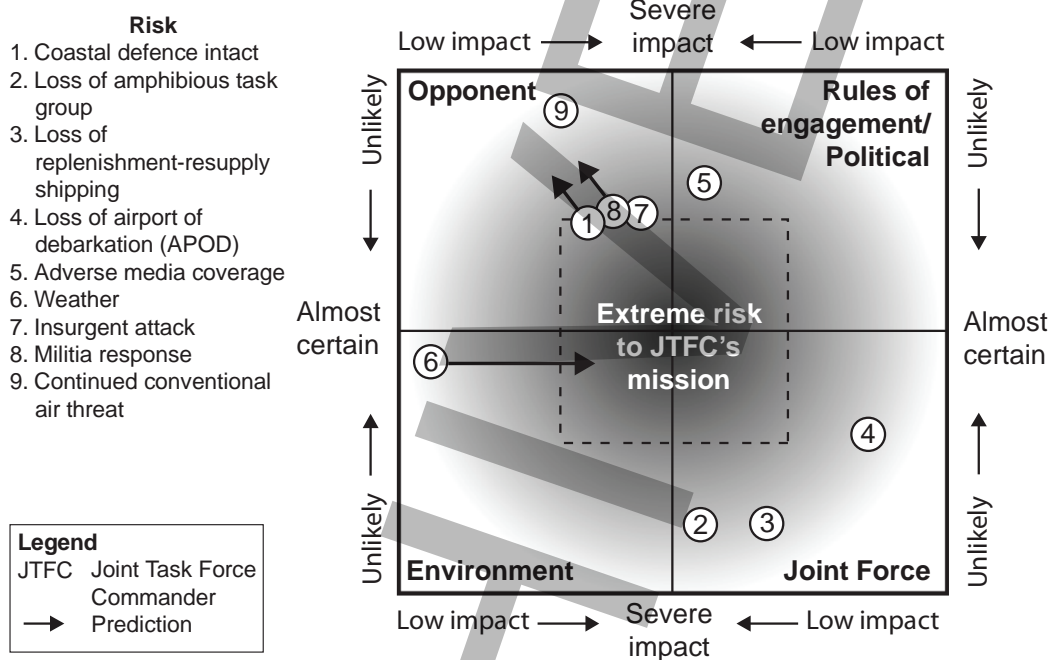 Risk
1. Coastal defence intact
2. Loss of amphibious task
group
3. Loss of
replenishment-resupply
shipping
4. Loss of airport of
debarkation (APOD)
5. Adverse media coverage
6. Weather
7. Insurgent attack
8. Militia response
9. Continued conventional
air threat
Legend
JTFC Joint Task Force
Commander
Prediction
Low impact
Severe
impact
Low impact
Unlikely
Almost
certain
Unlikely
Opponent
9
Rules of
engagement/
Political
5
1
8
7
Extreme risk
to JTFC's
mission
6
4
2
3
Environment
Joint Force
Unlikely
Almost
certain
Unlikely
Low impact
Severe
impact
Low impact